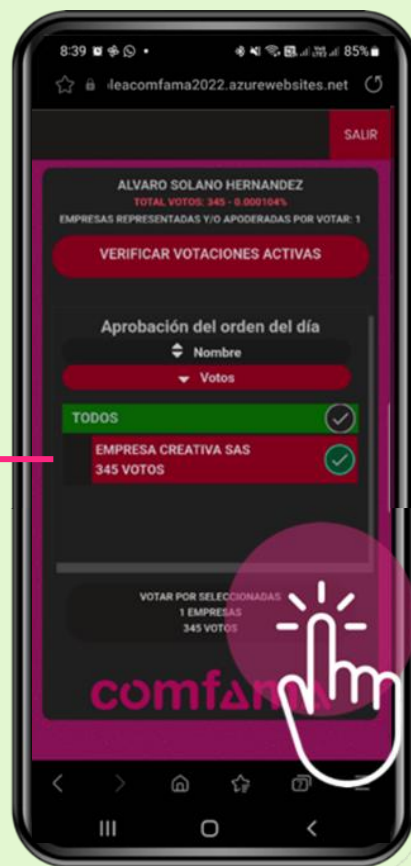 8:39
85%
leacomfama2022.azurewebsites.net
SALIR
ALVARO SOLANO HERNANDEZ
TOTAL VOTOS: 345 - 0.000104%
EMPRESAS REPRESENTADAS Y/O APODERADAS POR VOTAR: 1
VERIFICAR VOTACIONES ACTIVAS
Aprobación del orden del día
Nombre
Votos
TODOS
EMPRESA CREATIVA SAS
345 VOTOS
VOTAR POR SELECCIONADAS
1 EMPRESAS
345 VOTOS
comfama